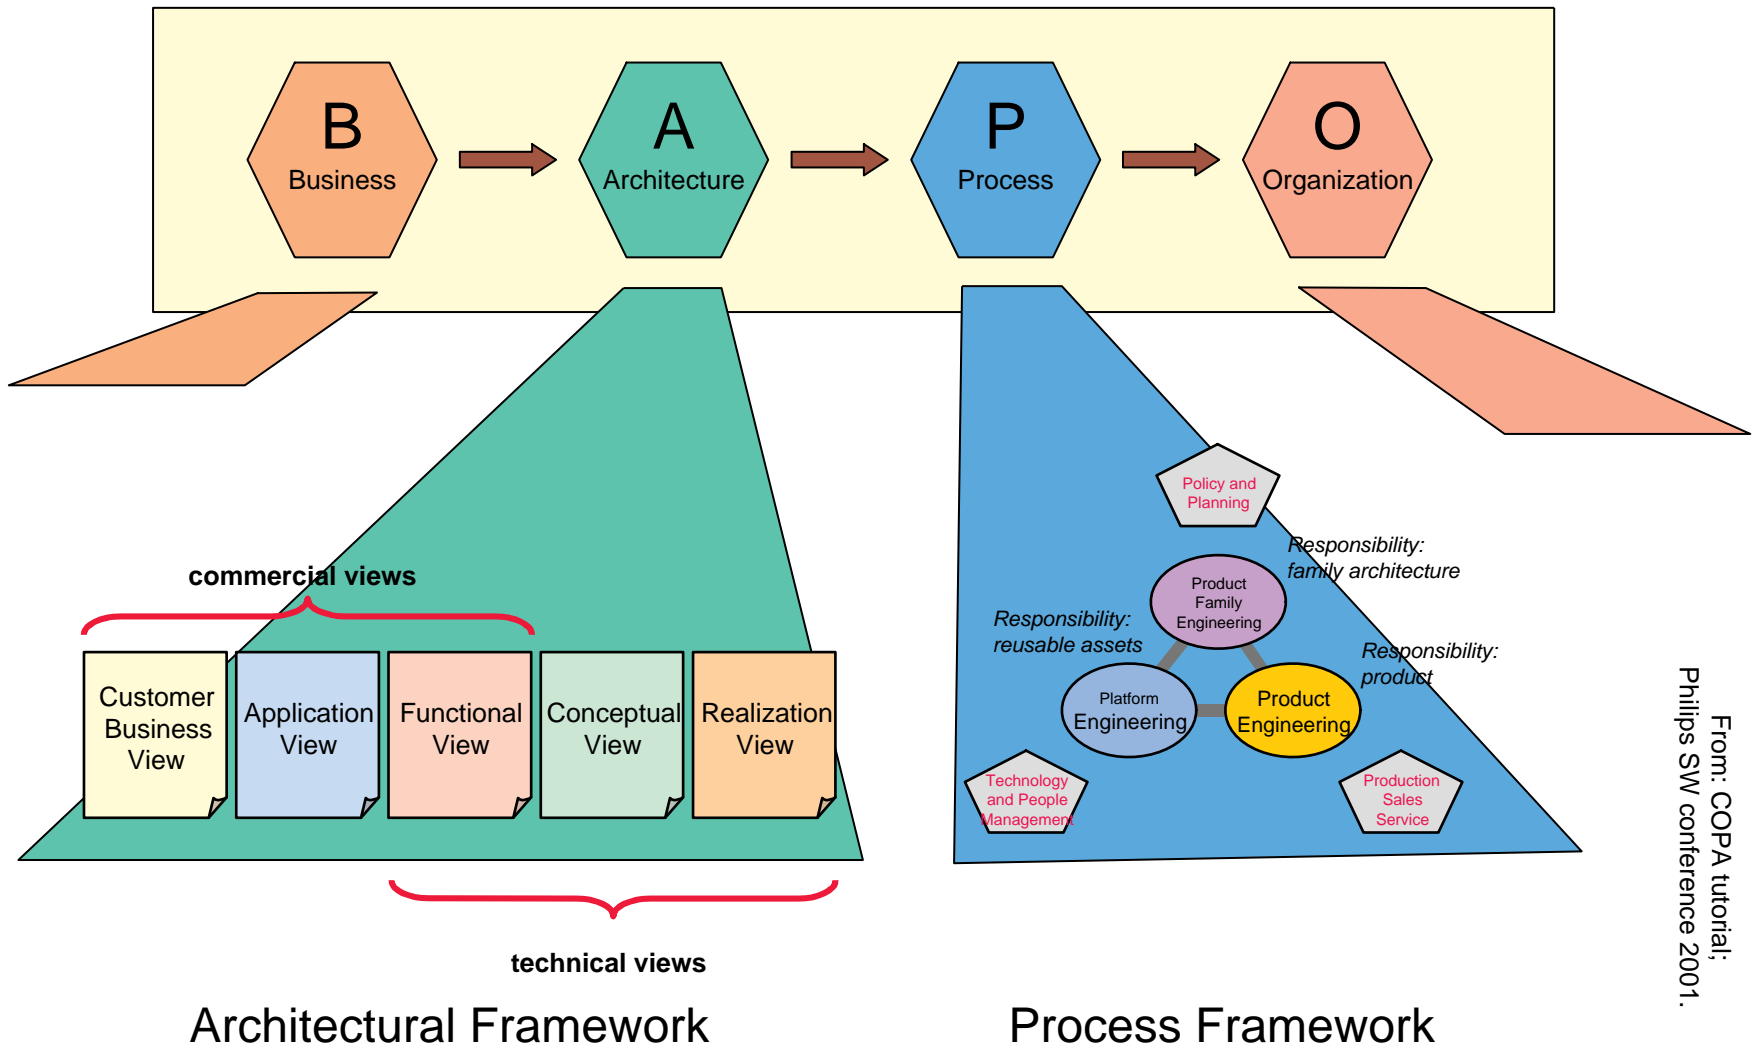 B
Business
A
Architecture
P
Process
O
Organization
commercial views
Customer
Business
View
Application
View
Functional
View
Conceptual
View
Realization
View
technical views
Architectural Framework
Policy and
Planning
Responsibility:
family architecture
Product
Family
Engineering
Responsibility:
reusable assets
Responsibility:
product
Platform
Engineering
Product
Engineering
Technology
and People
Management
Production
Sales
Service
Process Framework
From: COPA tutorial;
Philips SW conference 2001.